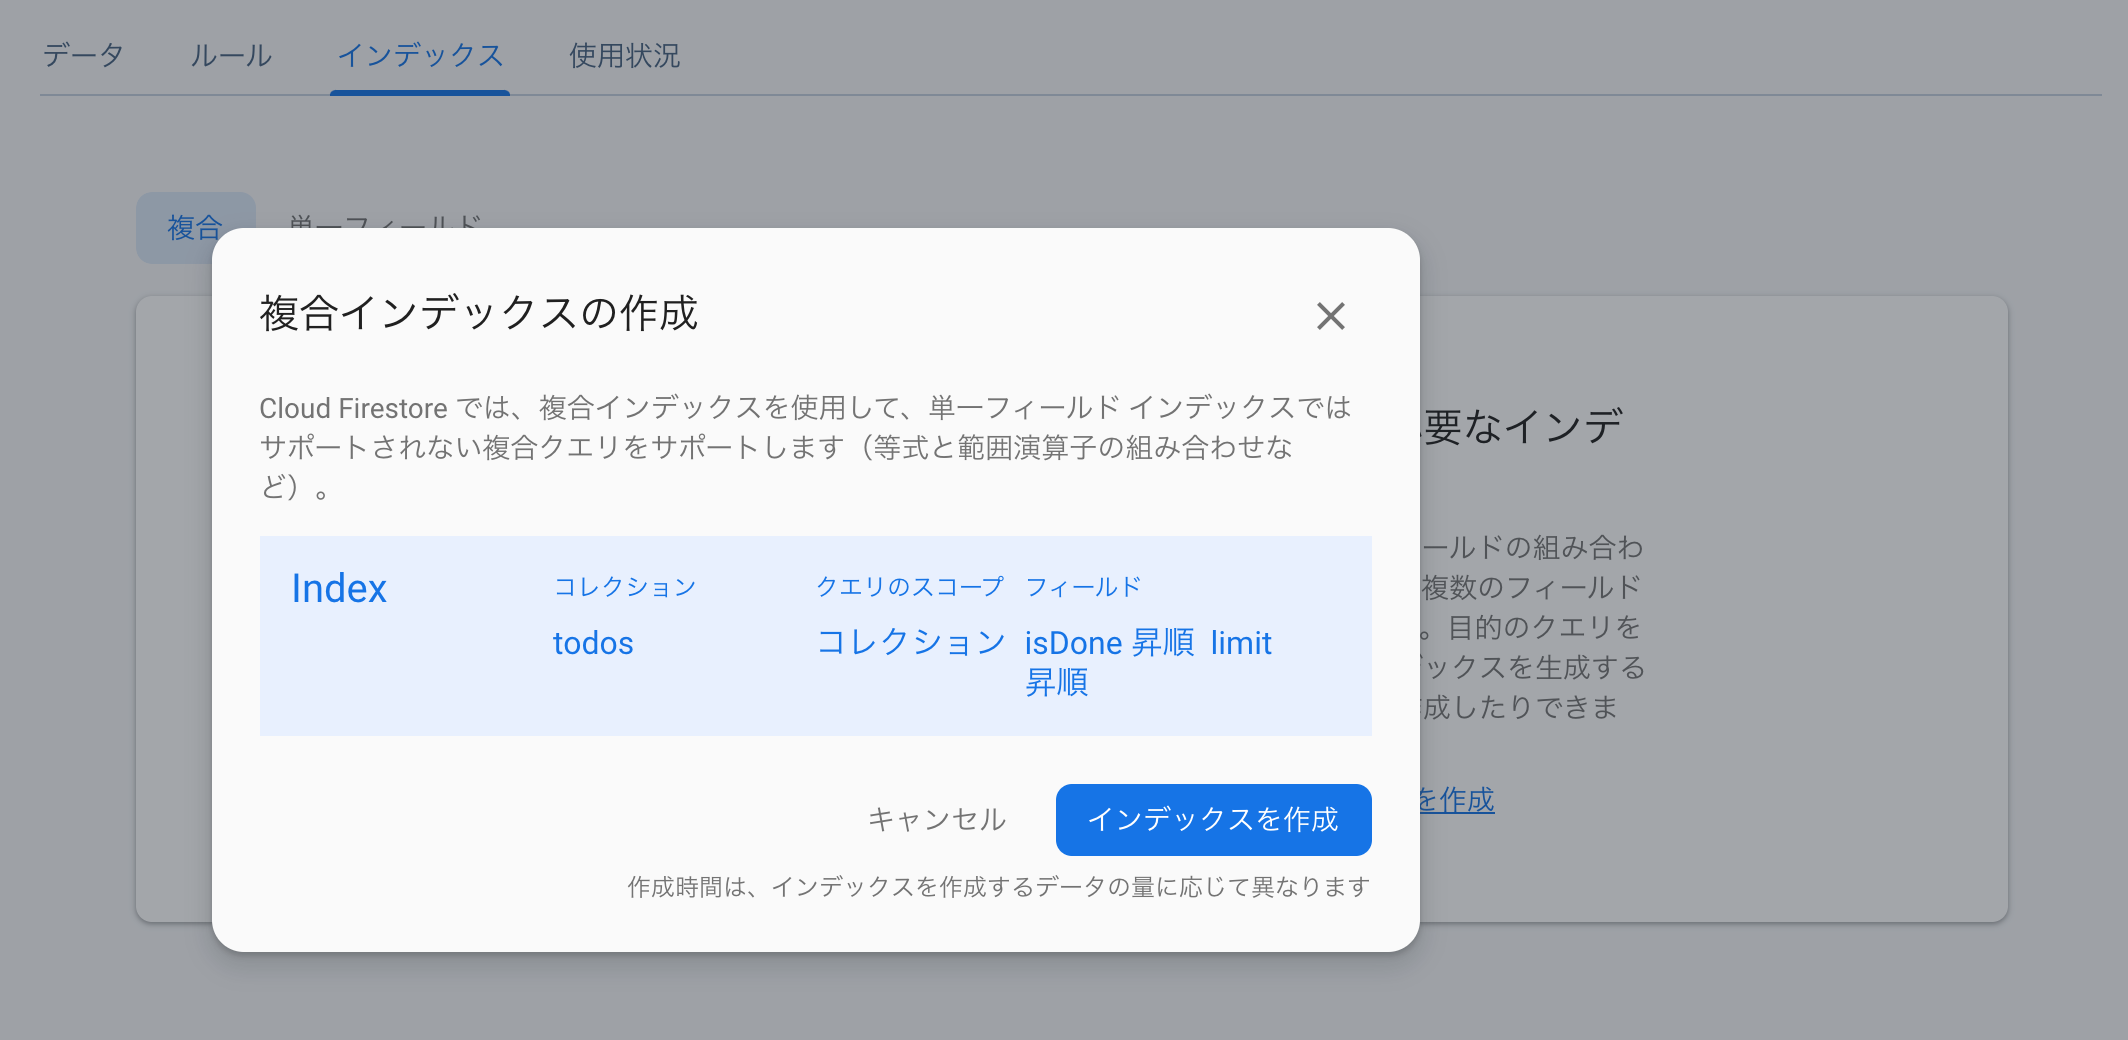 データ ルール インデックス 使用状況
複合 単一フィールド
複合インデックスの作成
Cloud Firestore では、複合インデックスを使用して、単一フィールド インデックスでは
サポートされない複合クエリをサポートします（等式と範囲演算子の組み合わせな
ど）。
Index コレクション クエリのスコープ フィールド
todos コレクション isDone 昇順 limit
昇順
キャンセル インデックスを作成
作成時間は、インデックスを作成するデータの量に応じて異なります
要なインデ
ールドの組み合わ
複数のフィールド
。目的のクエリを
ックスを生成する
成したりできま
を作成